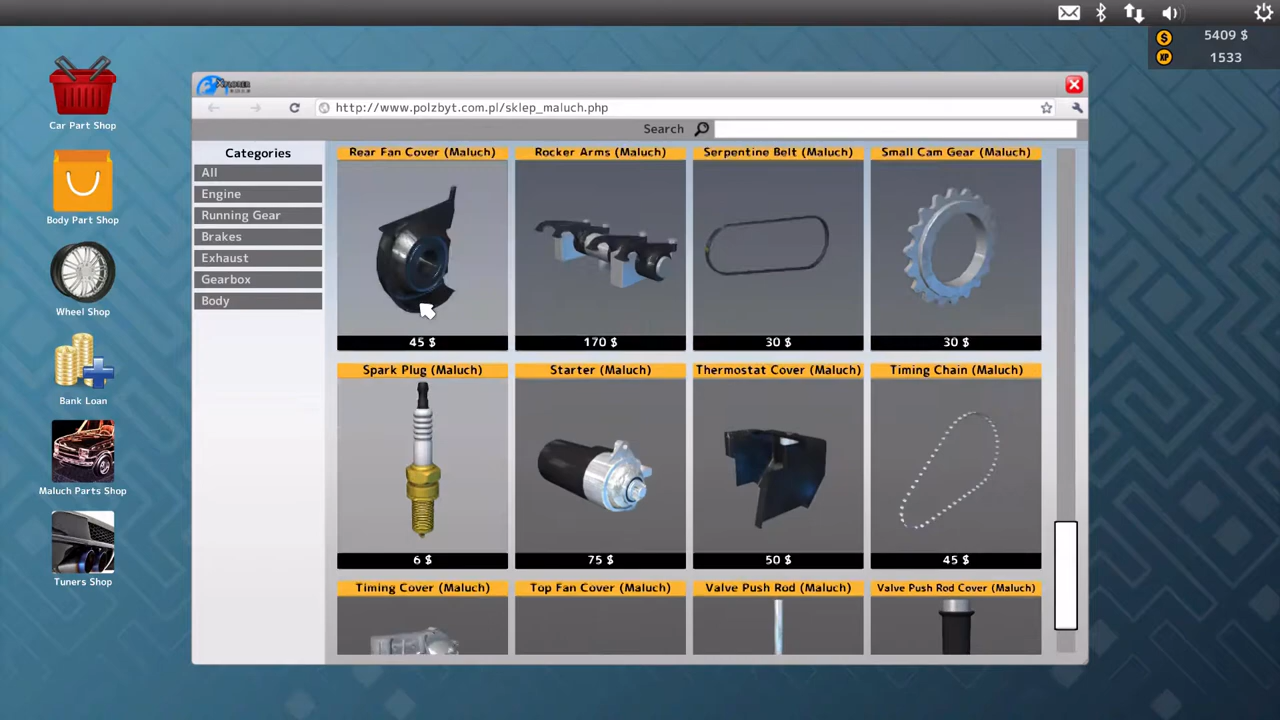 5409 $
1533
Car Part Shop
Body Part Shop
Wheel Shop
Bank Loan
Maluch Parts Shop
Tuners Shop
http://www.polzbyt.com.pl/sklep_maluch.php
Search
Categories
All
Engine
Running Gear
Brakes
Exhaust
Gearbox
Body
Rear Fan Cover (Maluch)
Rocker Arms (Maluch)
Serpentine Belt (Maluch)
Small Cam Gear (Maluch)
45 $
170 $
30 $
30 $
Spark Plug (Maluch)
Starter (Maluch)
Thermostat Cover (Maluch)
Timing Chain (Maluch)
6 $
75 $
50 $
45 $
Timing Cover (Maluch)
Top Fan Cover (Maluch)
Valve Push Rod (Maluch)
Valve Push Rod Cover (Maluch)